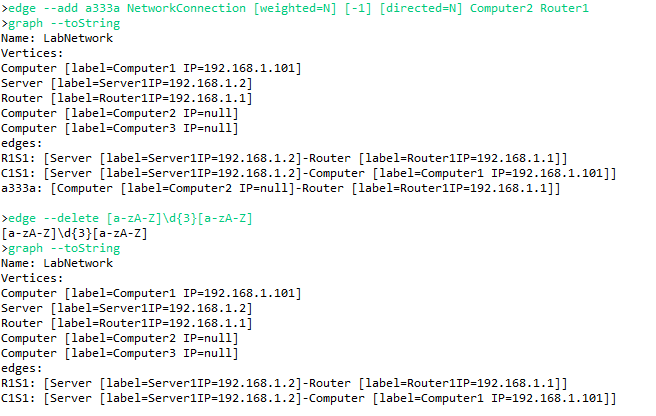 >edge --add a333a NetworkConnection [weighted=N] [-1] [directed=N] Computer2 Router1
>graph --toString
Name: LabNetwork
Vertices:
Computer [label=Computer1 IP=192.168.1.101]
Server [label=Server1IP=192.168.1.2]
Router [label=Router1IP=192.168.1.1]
Computer [label=Computer2 IP=null]
Computer [label=Computer3 IP=null]
edges:
R1S1: [Server [label=Server1IP=192.168.1.2]-Router [label=Router1IP=192.168.1.1]]
C1S1: [Server [label=Server1IP=192.168.1.2]-Computer [label=Computer1 IP=192.168.1.101]]
a333a: [Computer [label=Computer2 IP=null]-Router [label=Router1IP=192.168.1.1]]
>edge --delete [a-zA-Z]\d{3}[a-zA-Z]
[a-zA-Z]\d{3}[a-zA-Z]
>graph --toString
Name: LabNetwork
Vertices:
Computer [label=Computer1 IP=192.168.1.101]
Server [label=Server1IP=192.168.1.2]
Router [label=Router1IP=192.168.1.1]
Computer [label=Computer2 IP=null]
Computer [label=Computer3 IP=null]
edges:
R1S1: [Server [label=Server1IP=192.168.1.2]-Router [label=Router1IP=192.168.1.1]]
C1S1: [Server [label=Server1IP=192.168.1.2]-Computer [label=Computer1 IP=192.168.1.101]]